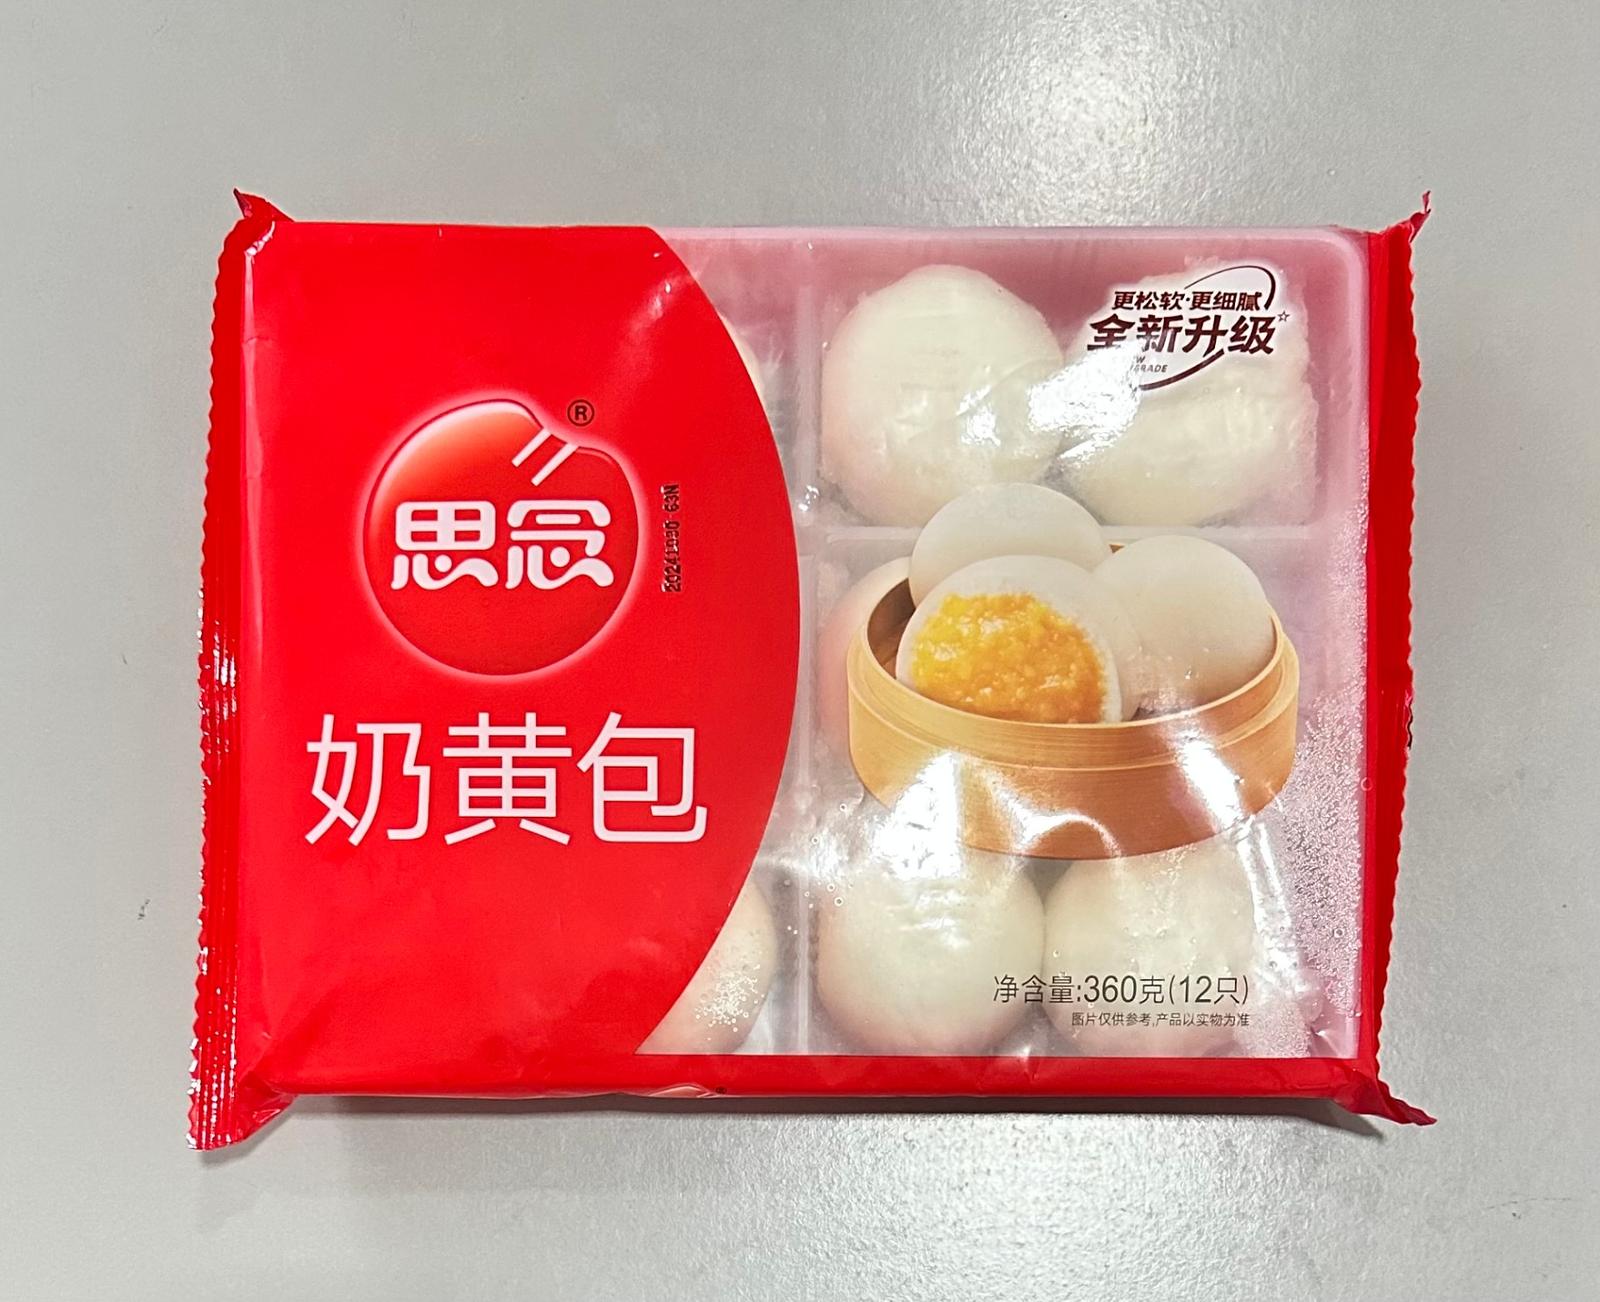 更松软·更细腻
全新升级
®
思念
20241030 63N
奶黄包
净含量:360克(12只)
图片仅供参考,产品以实物为准